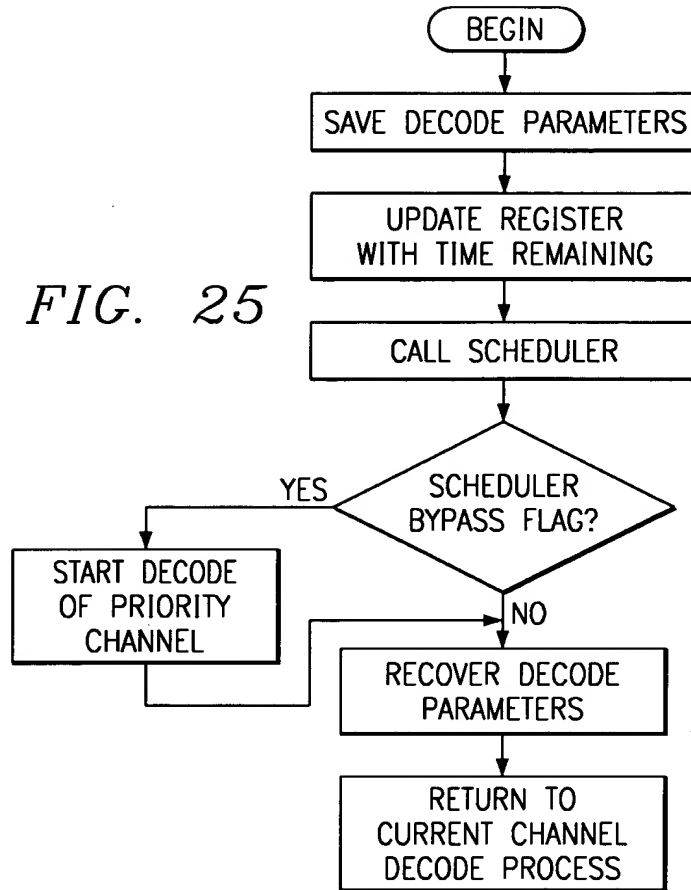 BEGIN
SAVE DECODE PARAMETERS
UPDATE REGISTER
WITH TIME REMAINING
FIG. 25
CALL SCHEDULER
YES
SCHEDULER
BYPASS FLAG?
START DECODE
OF PRIORITY
CHANNEL
NO
RECOVER DECODE
PARAMETERS
RETURN TO
CURRENT CHANNEL
DECODE PROCESS